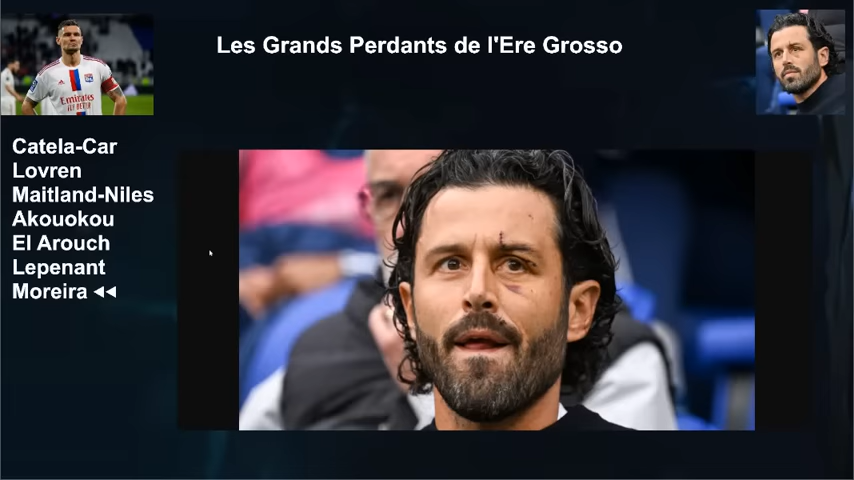 Les Grands Perdants de l'Ere Grosso
Emirates
Catela-Car
Lovren
Maitland-Niles
Akouokou
El Arouch
Lepenant
Moreira